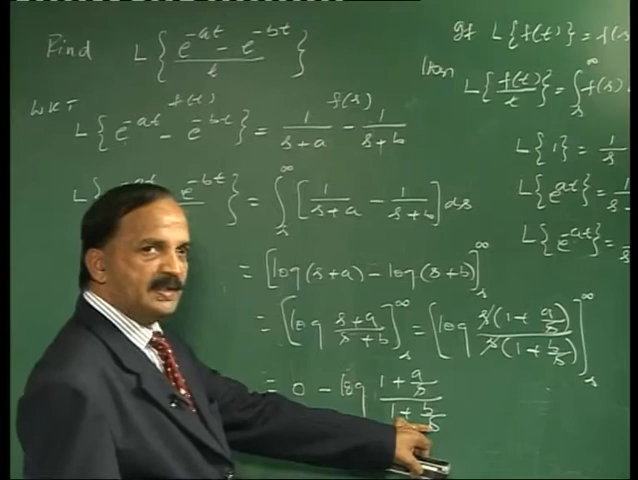 Find L{ (e^{-at} - e^{-bt}) / t }
WKT f(t) f(s)
L{ e^{-at} - e^{-bt} } = 1/(s+a) - 1/(s+b)
L{ e^{-bt} } = ∫_s^∞ [ 1/(s+a) - 1/(s+b) ] ds
= [ log(s+a) - log(s+b) ]_s^∞
= [ log (s+a)/(s+b) ]_s^∞ = [ log s(1+a/s) / s(1+b/s) ]_s^∞
= 0 - log (1+a/s) / (1+b/s)
If L{f(t)} =
then L{ f(t)/t } = ∫_s^∞ f(s)
L{1} = 1/s
L{e^{at}} = 1/s-
L{e^{-at}} =